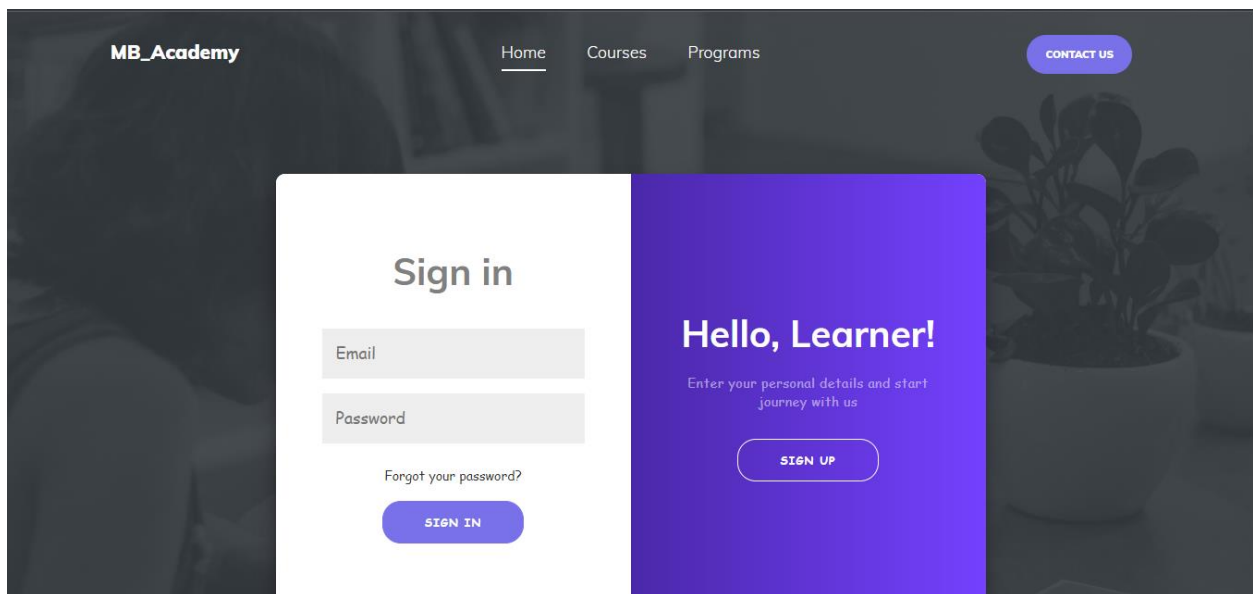 MB_Academy
Home
Courses
Programs
CONTACT US
Sign in
Email
Password
Forgot your password?
SIGN IN
Hello, Learner!
Enter your personal details and start
journey with us
SIGN UP